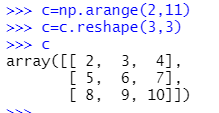 >>> c=np.arange(2,11)
>>> c=c.reshape(3,3)
>>> c
array([[ 2,  3,  4],
       [ 5,  6,  7],
       [ 8,  9, 10]])
>>>